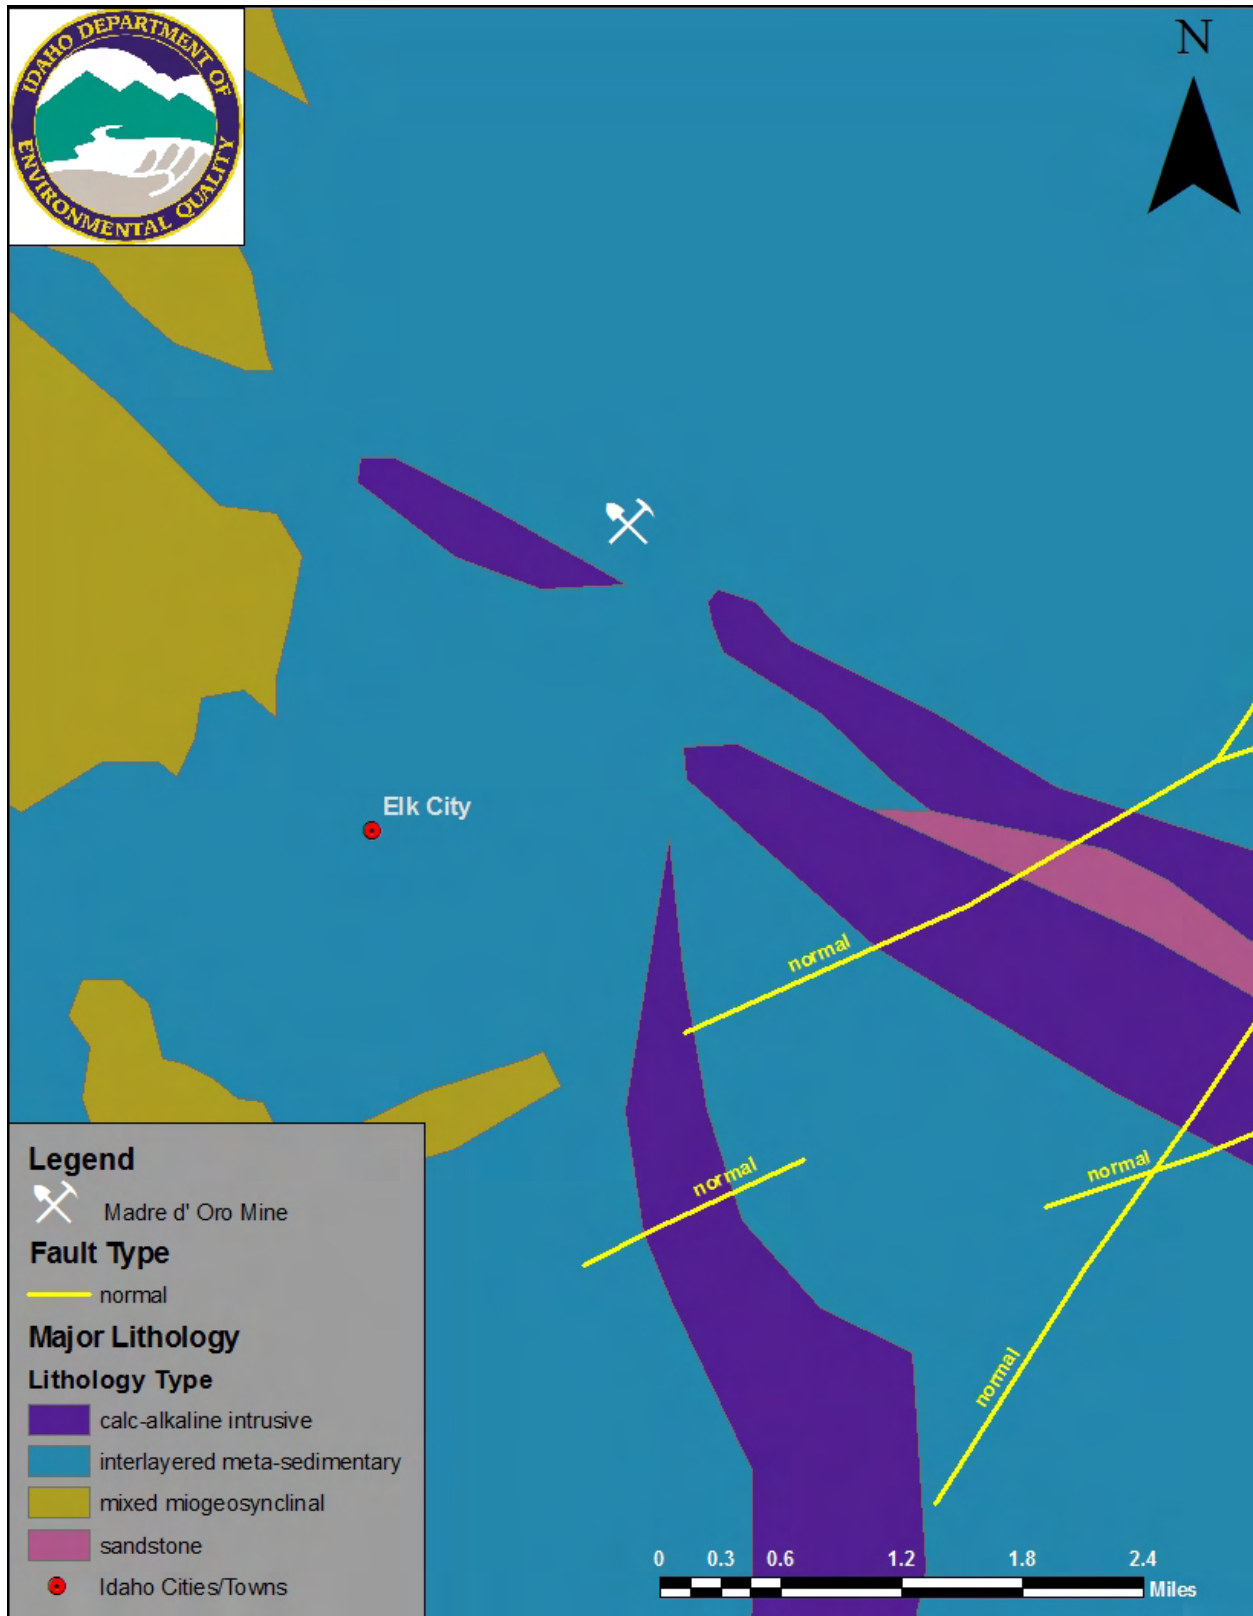 IDAHO DEPARTMENT OF
ENVIRONMENTAL QUALITY
N
Elk City
normal
normal
normal
normal
Legend
Madre d' Oro Mine
Fault Type
normal
Major Lithology
Lithology Type
calc-alkaline intrusive
interlayered meta-sedimentary
mixed miogeosynclinal
sandstone
Idaho Cities/Towns
0 0.3 0.6 1.2 1.8 2.4
Miles